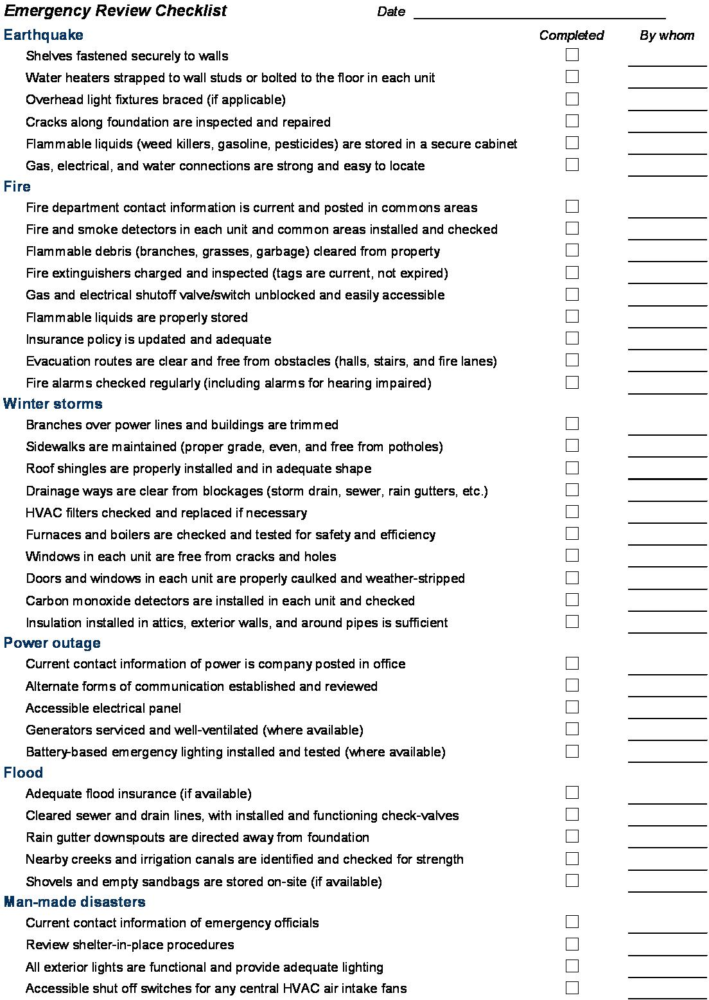 Emergency Review Checklist Date
Earthquake Completed By whom
Shelves fastened securely to walls
Water heaters strapped to wall studs or bolted to the floor in each unit
Overhead light fixtures braced (if applicable)
Cracks along foundation are inspected and repaired
Flammable liquids (weed killers, gasoline, pesticides) are stored in a secure cabinet
Gas, electrical, and water connections are strong and easy to locate
Fire
Fire department contact information is current and posted in commons areas
Fire and smoke detectors in each unit and common areas installed and checked
Flammable debris (branches, grasses, garbage) cleared from property
Fire extinguishers charged and inspected (tags are current, not expired)
Gas and electrical shutoff valve/switch unblocked and easily accessible
Flammable liquids are properly stored
Insurance policy is updated and adequate
Evacuation routes are clear and free from obstacles (halls, stairs, and fire lanes)
Fire alarms checked regularly (including alarms for hearing impaired)
Winter storms
Branches over power lines and buildings are trimmed
Sidewalks are maintained (proper grade, even, and free from potholes)
Roof shingles are properly installed and in adequate shape
Drainage ways are clear from blockages (storm drain, sewer, rain gutters, etc.)
HVAC filters checked and replaced if necessary
Furnaces and boilers are checked and tested for safety and efficiency
Windows in each unit are free from cracks and holes
Doors and windows in each unit are properly caulked and weather-stripped
Carbon monoxide detectors are installed in each unit and checked
Insulation installed in attics, exterior walls, and around pipes is sufficient
Power outage
Current contact information of power is company posted in office
Alternate forms of communication established and reviewed
Accessible electrical panel
Generators serviced and well-ventilated (where available)
Battery-based emergency lighting installed and tested (where available)
Flood
Adequate flood insurance (if available)
Cleared sewer and drain lines, with installed and functioning check-valves
Rain gutter downspouts are directed away from foundation
Nearby creeks and irrigation canals are identified and checked for strength
Shovels and empty sandbags are stored on-site (if available)
Man-made disasters
Current contact information of emergency officials
Review shelter-in-place procedures
All exterior lights are functional and provide adequate lighting
Accessible shut off switches for any central HVAC air intake fans